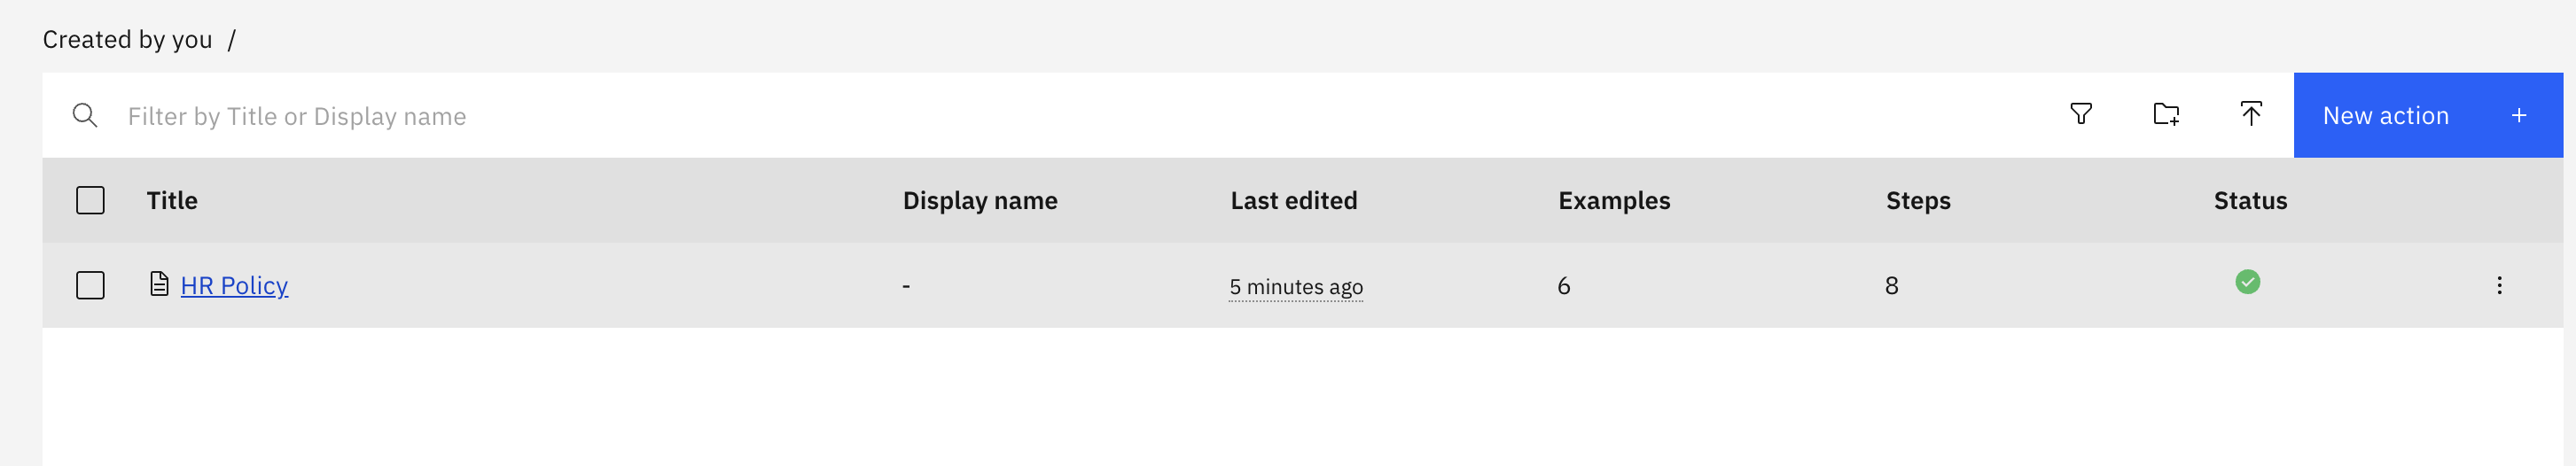 Created by you /
Filter by Title or Display name
New action +
Title Display name Last edited Examples Steps Status
HR Policy - 5 minutes ago 6 8